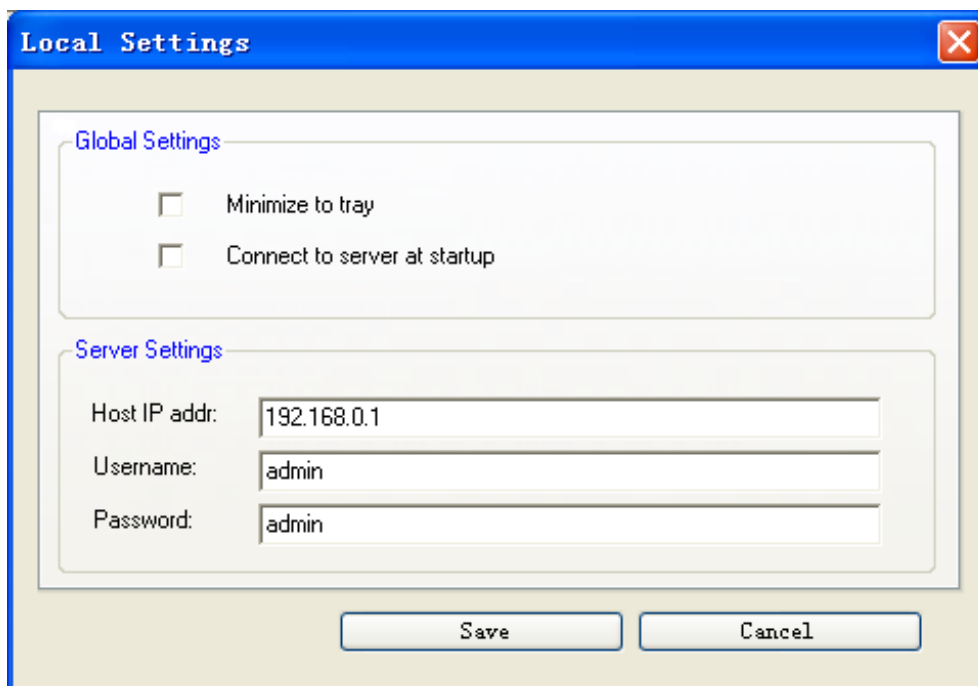 Local Settings
Global Settings
Minimize to tray
Connect to server at startup
Server Settings
Host IP addr: 192.168.0.1
Username: admin
Password: admin
Save Cancel